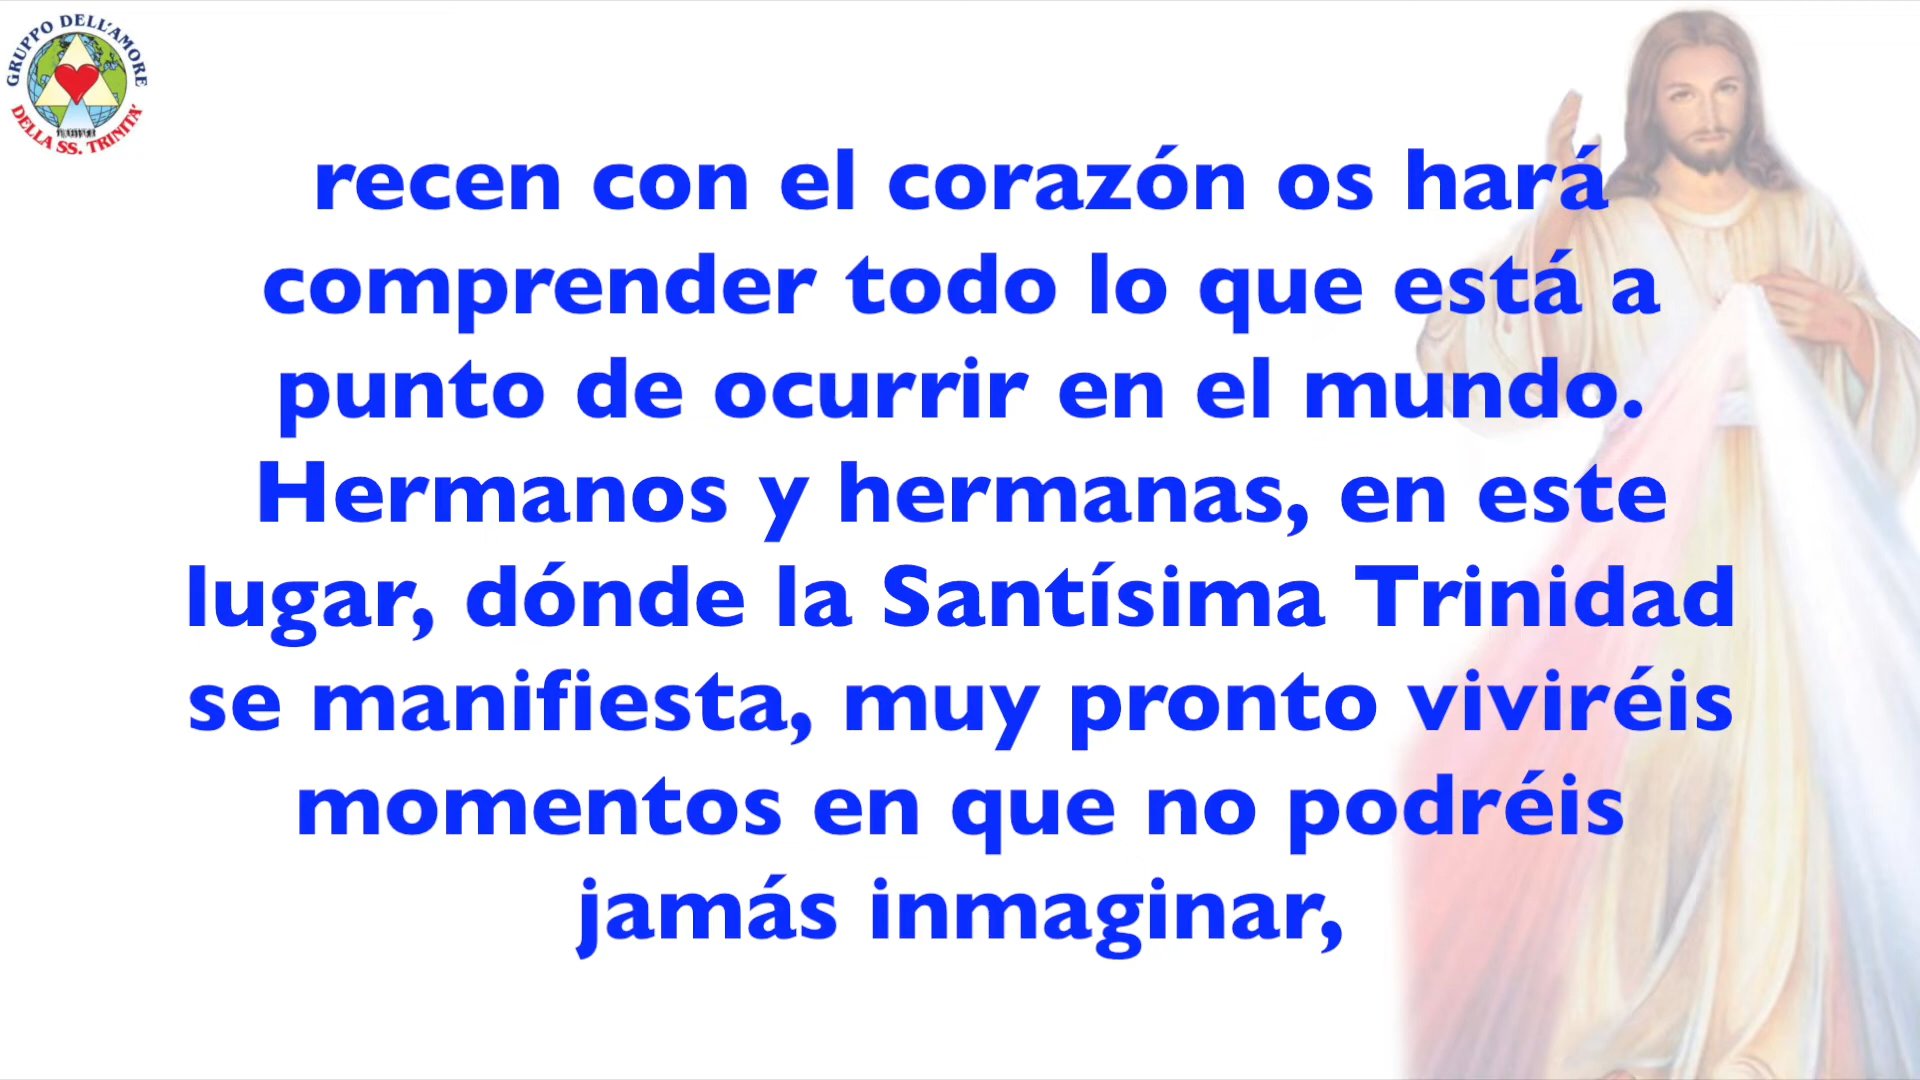 GRUPPO DELL'AMORE
DELLA SS. TRINITA'
recen con el corazón os hará
comprender todo lo que está a
punto de ocurrir en el mundo.
Hermanos y hermanas, en este
lugar, dónde la Santísima Trinidad
se manifiesta, muy pronto viviréis
momentos en que no podréis
jamás inmaginar,